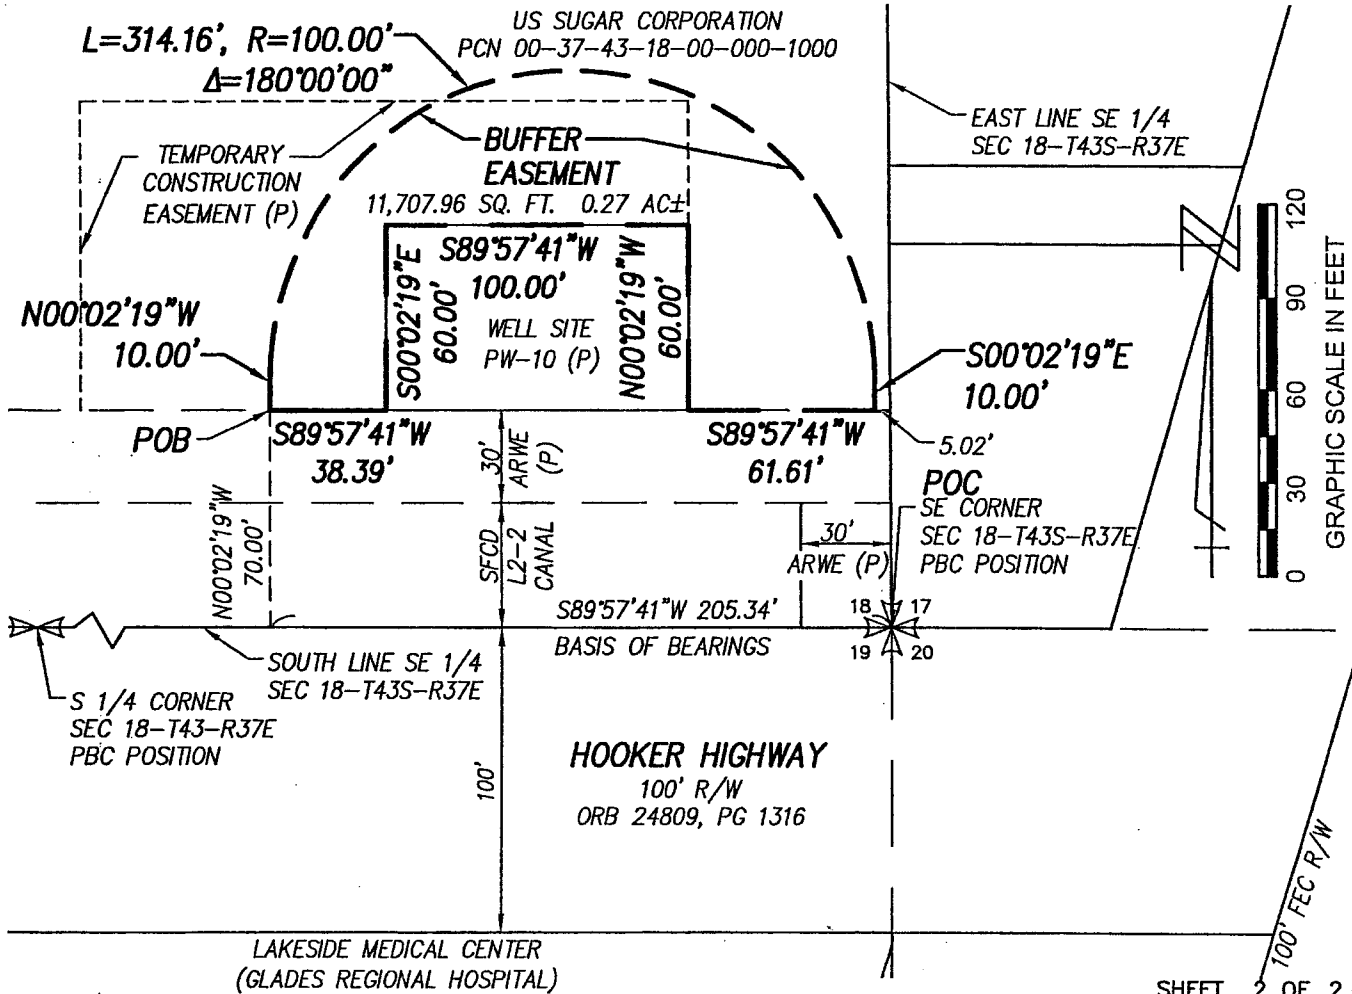 US SUGAR CORPORATION
PCN 00-37-43-18-00-000-1000
L=314.16', R=100.00'
Δ=180°00'00"
EAST LINE SE 1/4
SEC 18-T43S-R37E
TEMPORARY
CONSTRUCTION
EASEMENT (P)
BUFFER
EASEMENT
11,707.96 SQ. FT. 0.27 AC±
S89°57'41"W
100.00'
S00°02'19"E
60.00'
N00°02'19"W
60.00'
WELL SITE
PW-10 (P)
N00°02'19"W
10.00'
S00°02'19"E
10.00'
120
90
60
30
0
GRAPHIC SCALE IN FEET
POB
S89°57'41"W
38.39'
30'
ARWE
(P)
S89°57'41"W
61.61'
5.02'
POC
SE CORNER
SEC 18-T43S-R37E
PBC POSITION
N00°02'19"W
70.00'
SFCD
L2-2
CANAL
30'
ARWE (P)
S89°57'41"W 205.34'
BASIS OF BEARINGS
18
17
19
20
SOUTH LINE SE 1/4
SEC 18-T43S-R37E
S 1/4 CORNER
SEC 18-T43-R37E
PBC POSITION
100'
HOOKER HIGHWAY
100' R/W
ORB 24809, PG 1316
100' FEC R/W
LAKESIDE MEDICAL CENTER
(GLADES REGIONAL HOSPITAL)
SHEET 2 OF 2